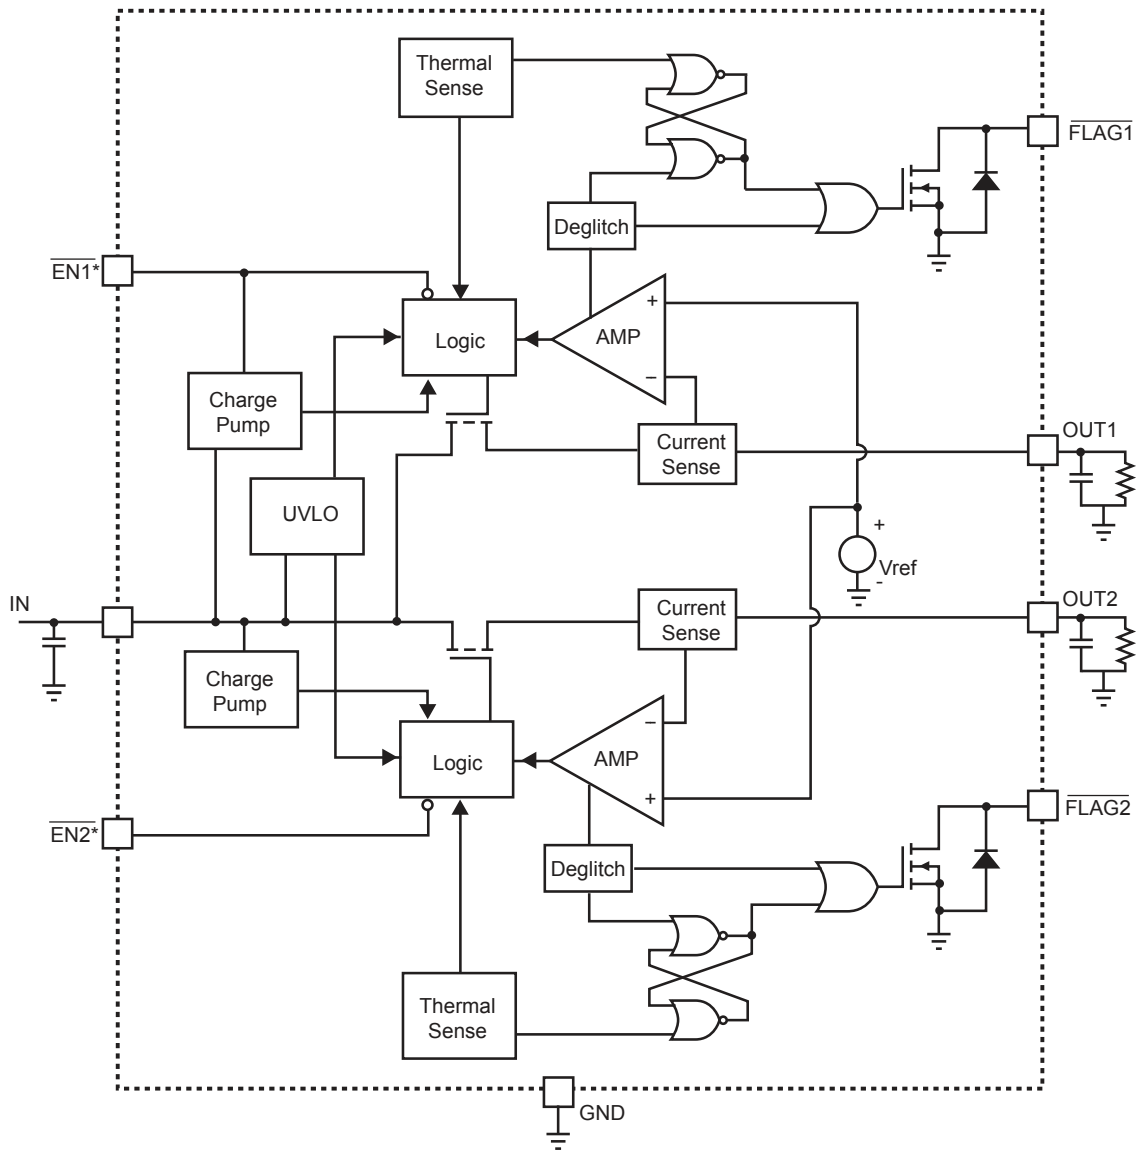 Thermal
Sense
FLAG1
Deglitch
EN1*
+
AMP
Logic
−
Charge
Pump
OUT1
Current
Sense
UVLO
+
Vref
-
IN
OUT2
Current
Sense
Charge
Pump
−
AMP
Logic
+
FLAG2
EN2*
Deglitch
Thermal
Sense
GND